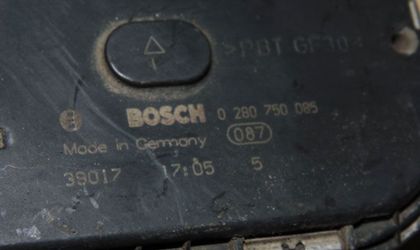 >PBT GF30<
BOSCH 0 280 750 085
Made in Germany 087
39017 17:05 5